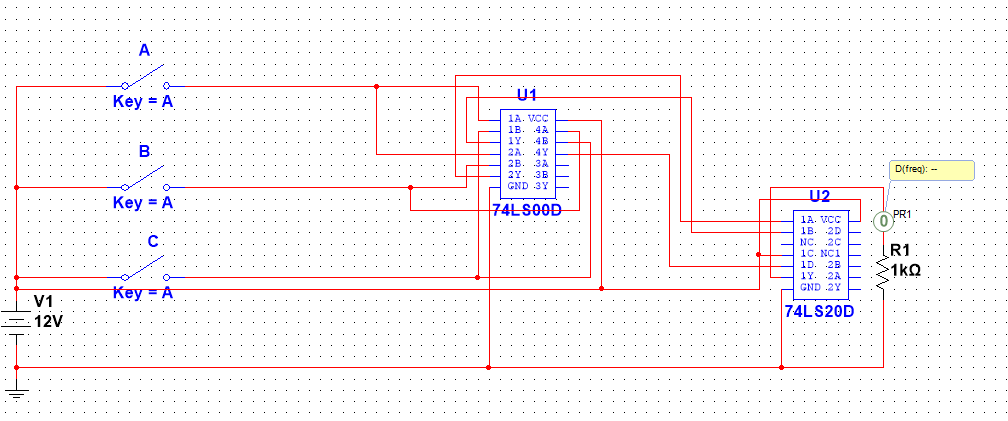 A
Key = A
B
Key = A
C
Key = A
V1
12V
U1
1A VCC
1B 4A
1Y 4B
2A 4Y
2B 3A
2Y 3B
GND 3Y
74LS00D
U2
1A VCC
1B 2D
NC 2C
1C NC1
1D 2B
1Y 2A
GND 2Y
74LS20D
D(freq): --
0
PR1
R1
1kΩ